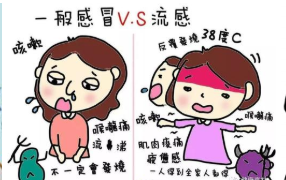 一般感冒V.S流感
咳嗽
喉嚨痛
流鼻涕
不一定會發燒
反覆發燒38度C
咳嗽
喉嚨痛
肌肉痠痛
疲憊感
一人得到全家人都得